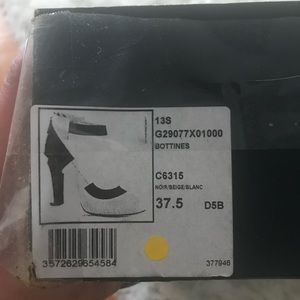 13S
G29077X01000
BOTTINES
C6315
NOIR/BEIGE/BLANC
37.5 D5B
3572629654584
377946